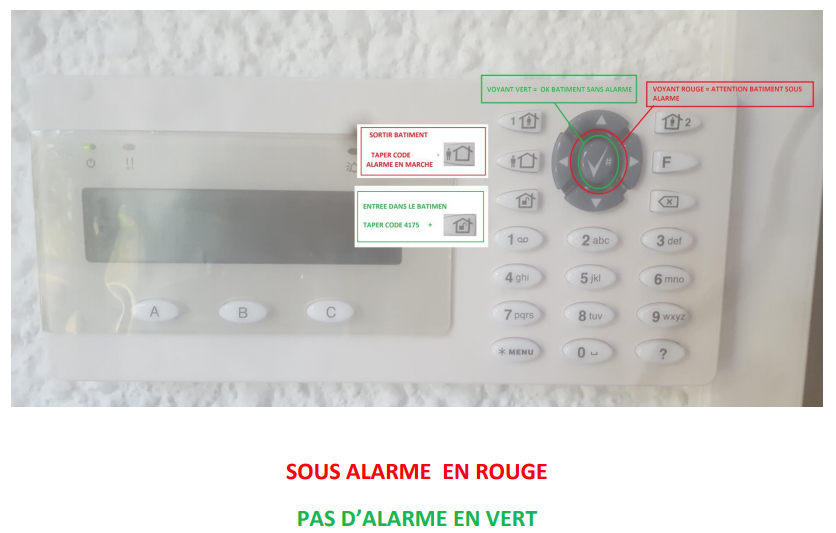 VOYANT VERT = OK BATIMENT SANS ALARME
VOYANT ROUGE = ATTENTION BATIMENT SOUS
ALARME
SORTIR BATIMENT
TAPER CODE
ALARME EN MARCHE
ENTREE DANS LE BATIMEN
TAPER CODE 4175 +
1
2
F
#
1 qp
2 abc
3 def
4 ghi
5 jkl
6 mno
7 pqrs
8 tuv
9 wxyz
* MENU
0 ⌴
?
!!
A
B
C
SOUS ALARME EN ROUGE
PAS D’ALARME EN VERT